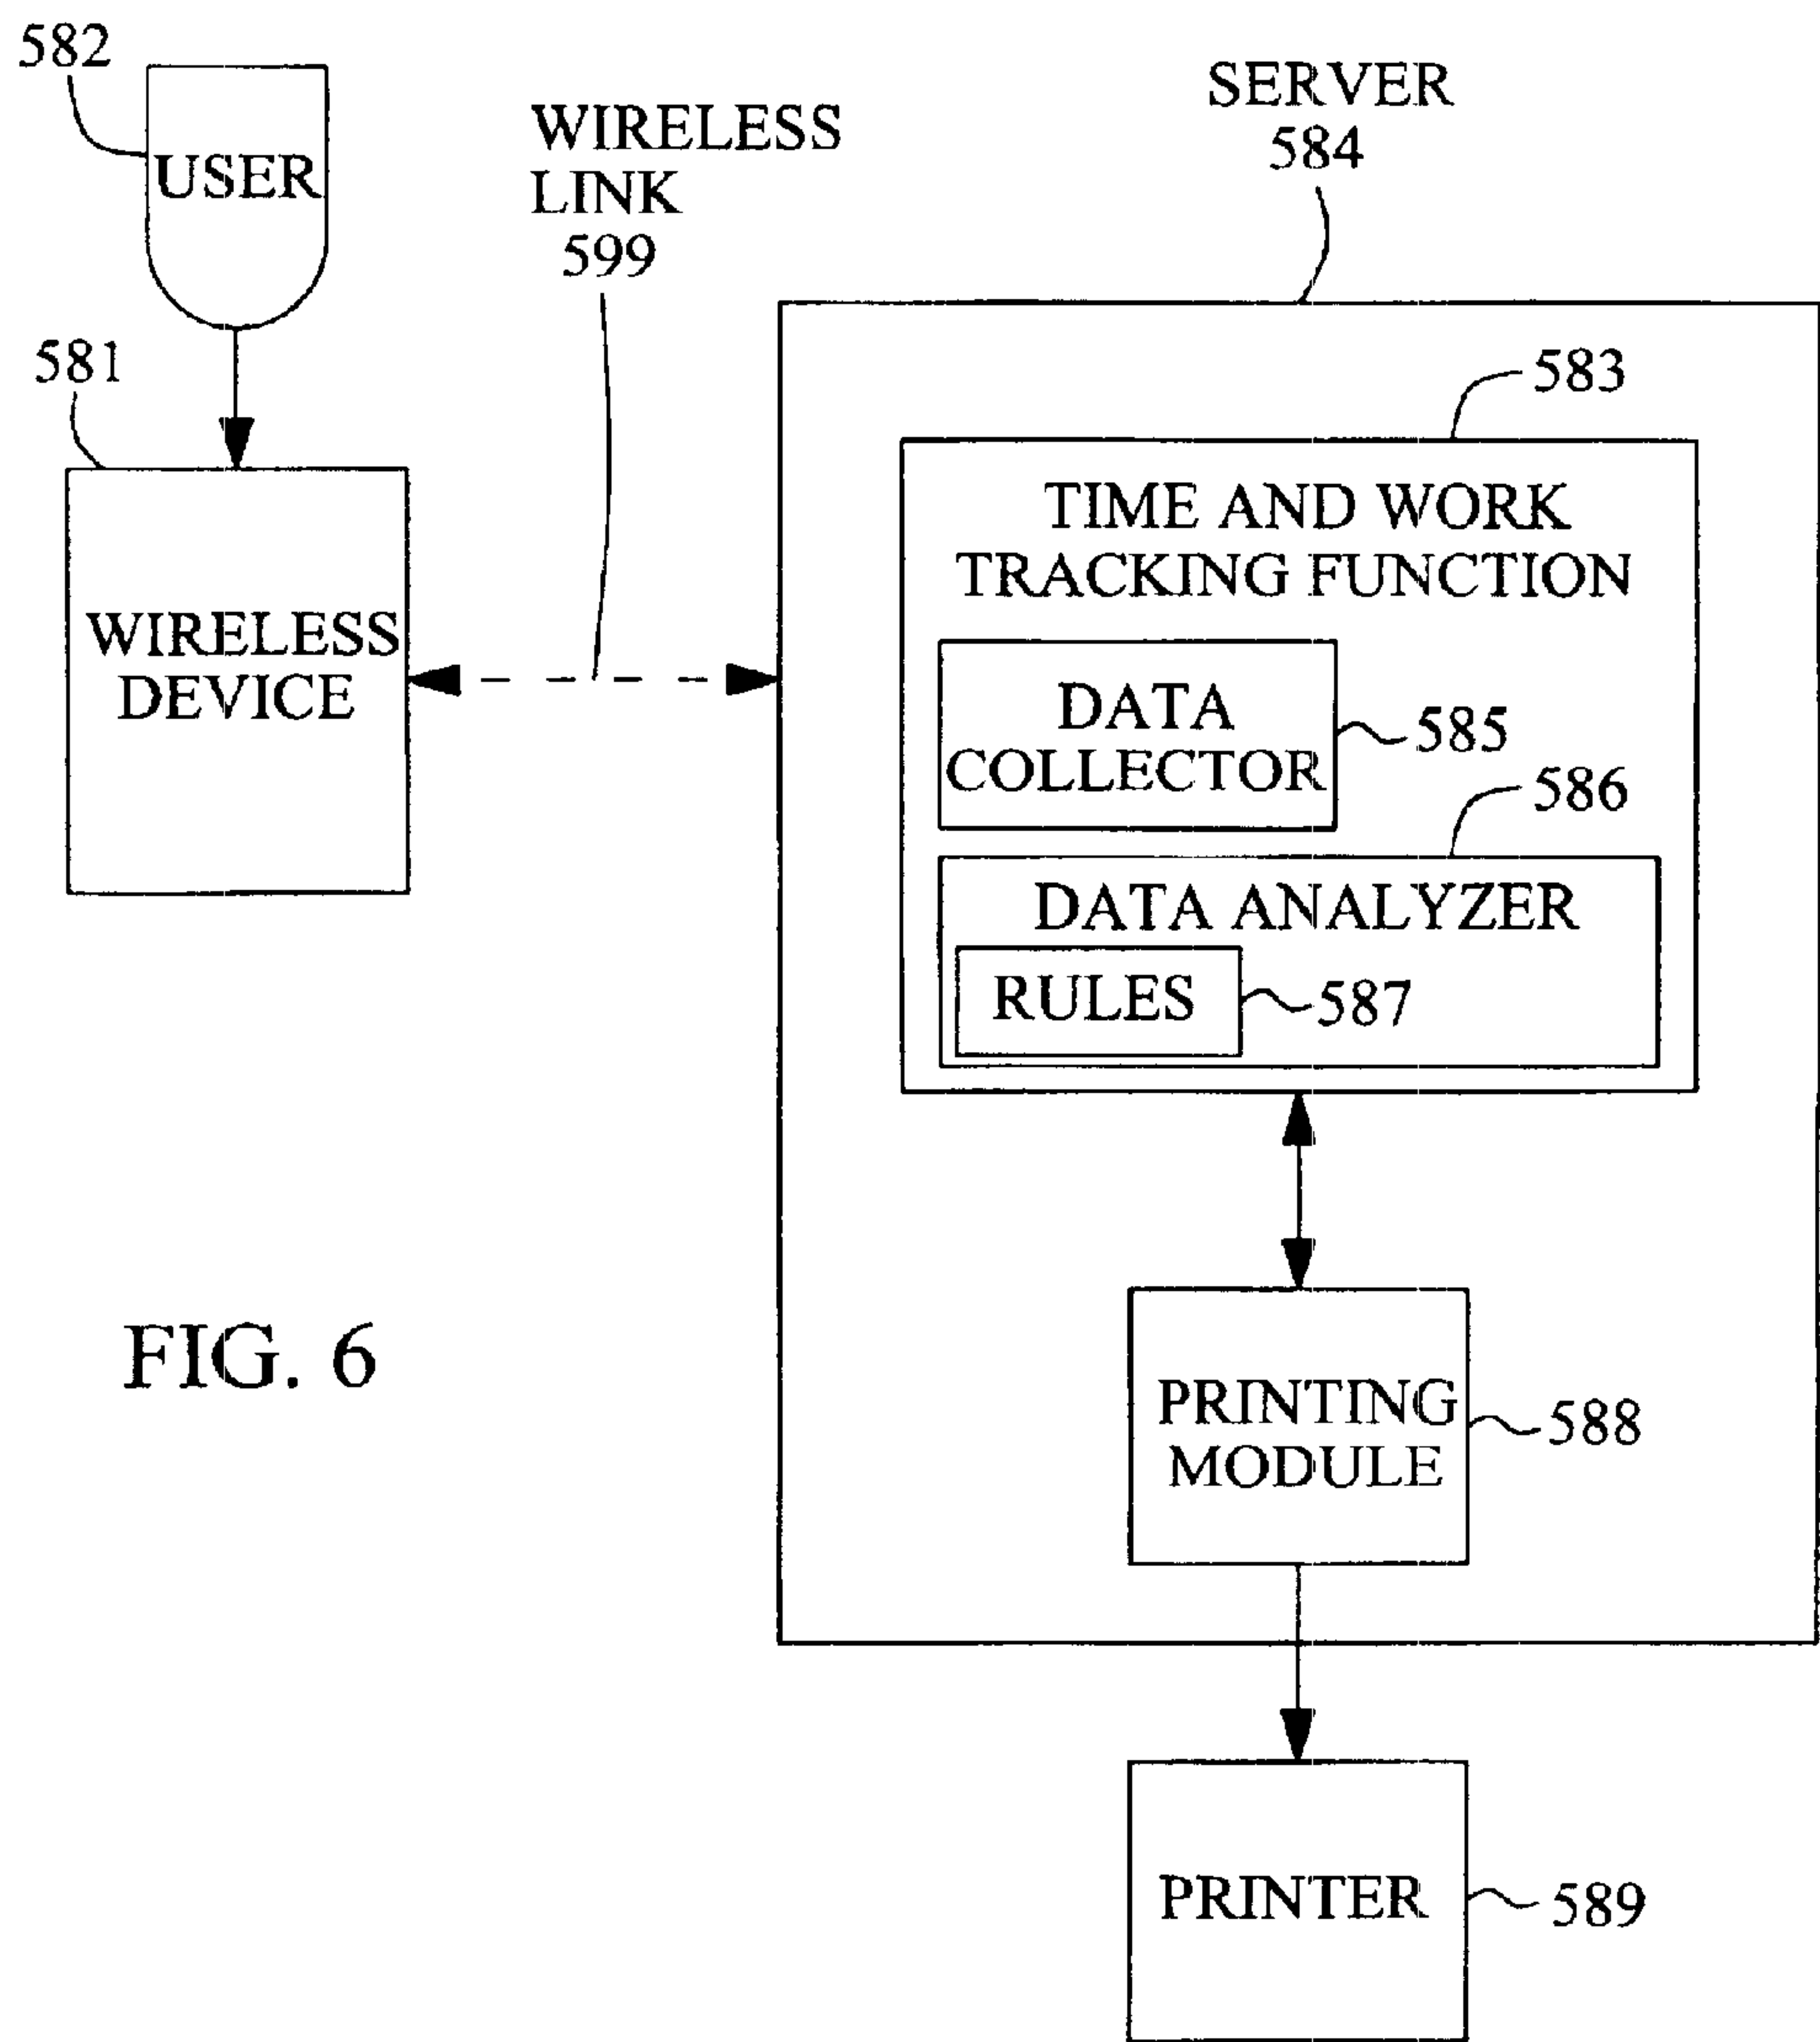 582
USER
WIRELESS
LINK
599
SERVER
584
581
WIRELESS
DEVICE
583
TIME AND WORK
TRACKING FUNCTION
DATA
COLLECTOR
585
586
DATA ANALYZER
RULES
587
FIG. 6
PRINTING
MODULE
588
PRINTER
589